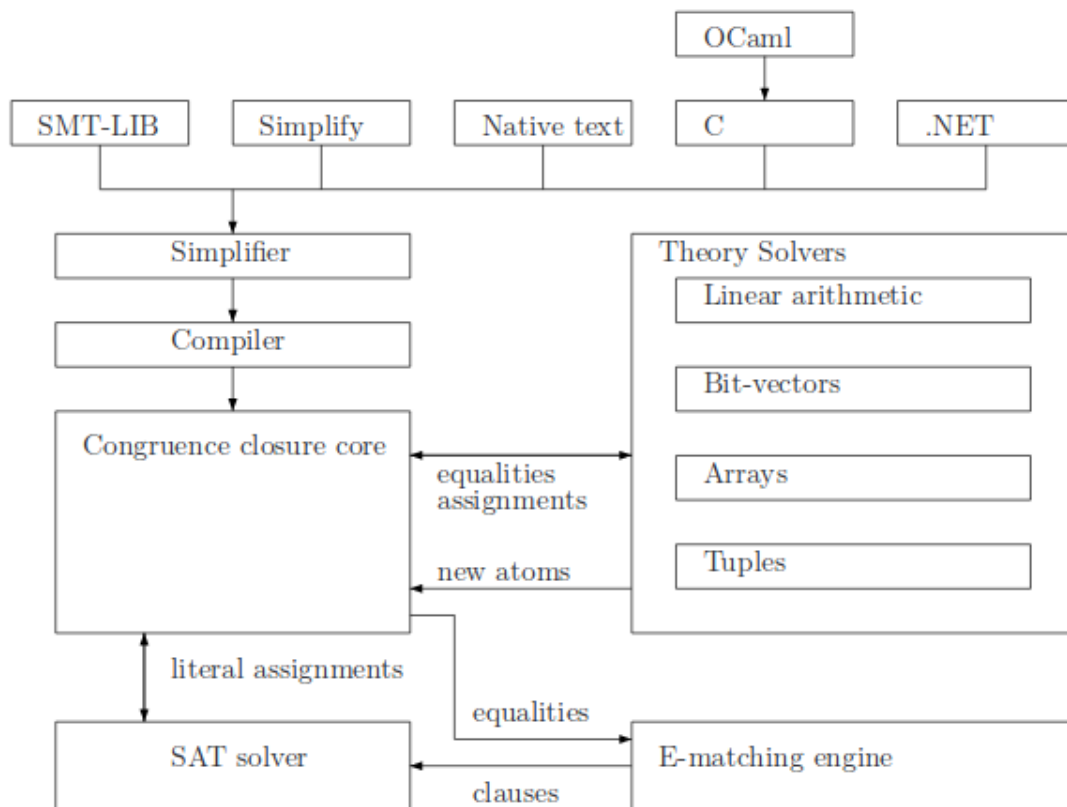 OCaml
SMT-LIB
Simplify
Native text
C
.NET
Simplifier
Theory Solvers
Linear arithmetic
Compiler
Bit-vectors
Congruence closure core
equalities
assignments
Arrays
new atoms
Tuples
literal assignments
equalities
SAT solver
E-matching engine
clauses